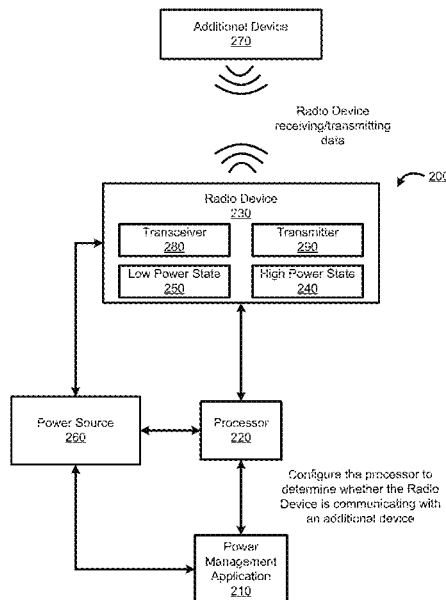 Additional Device
270
Radio Device
receiving/transmitting
data
200
Radio Device
230
Transceiver
280
Transmitter
290
Low Power State
250
High Power State
240
Power Source
260
Processor
220
Configure the processor to
determine whether the Radio
Device is communicating with
an additional device
Power
Management
Application
210